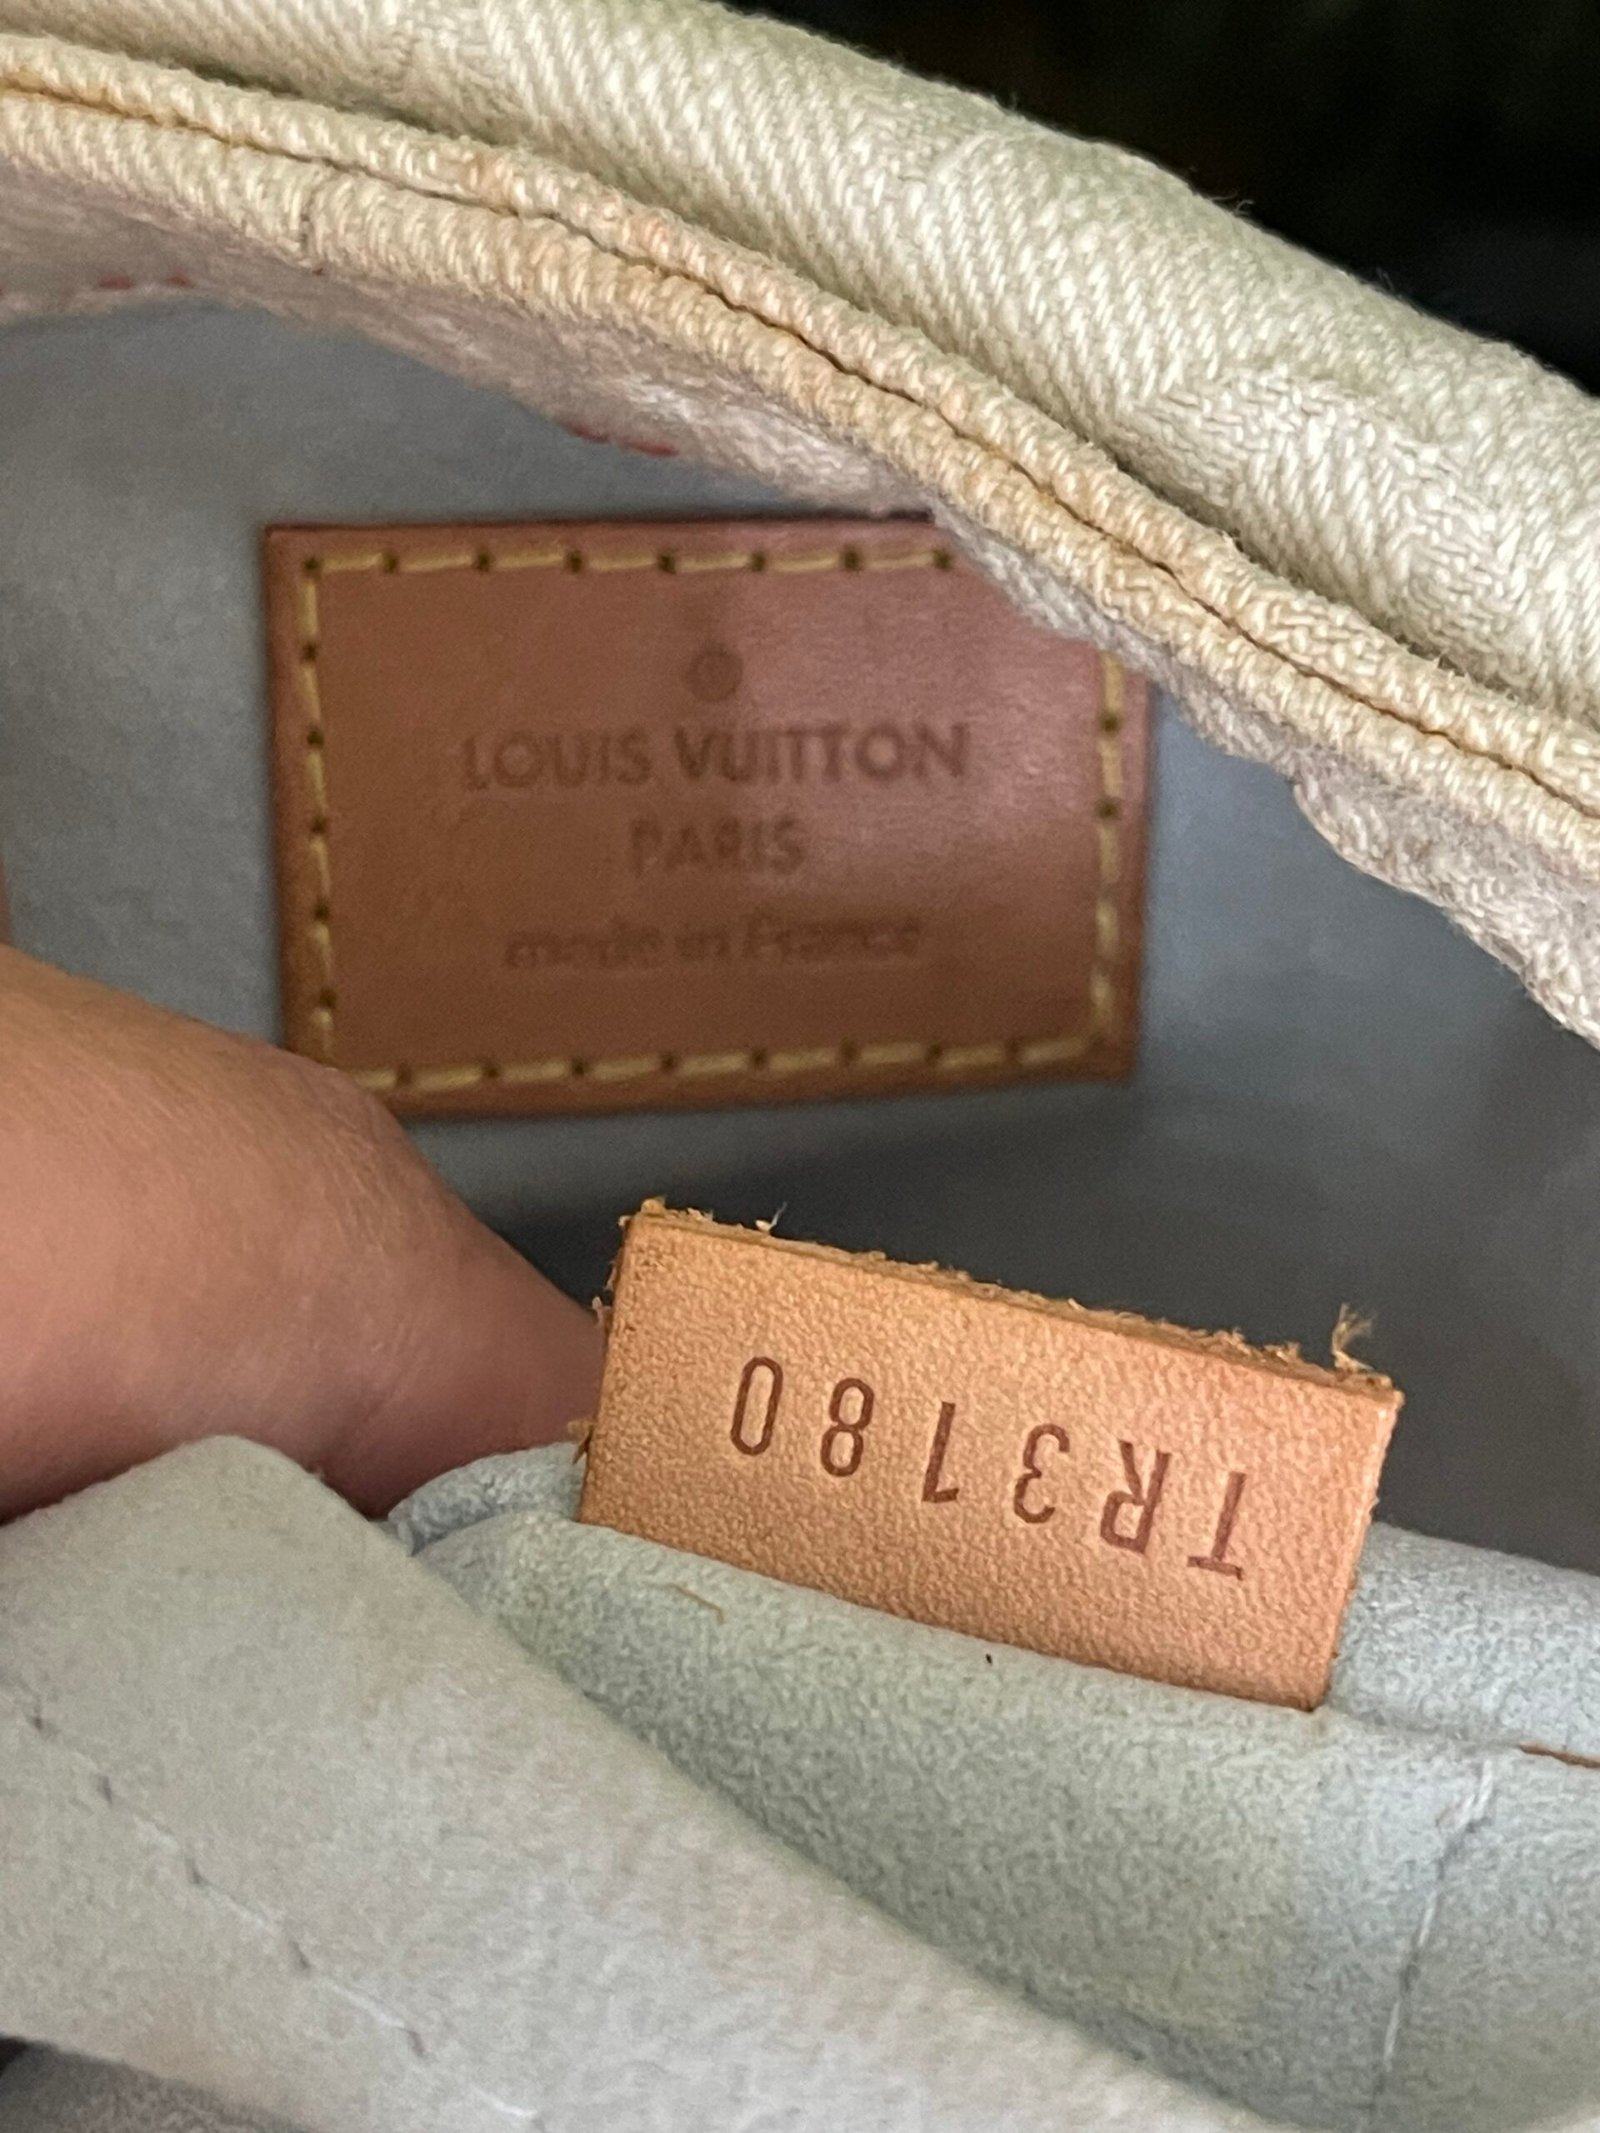 LOUIS VUITTON
PARIS
made in France
TR3180